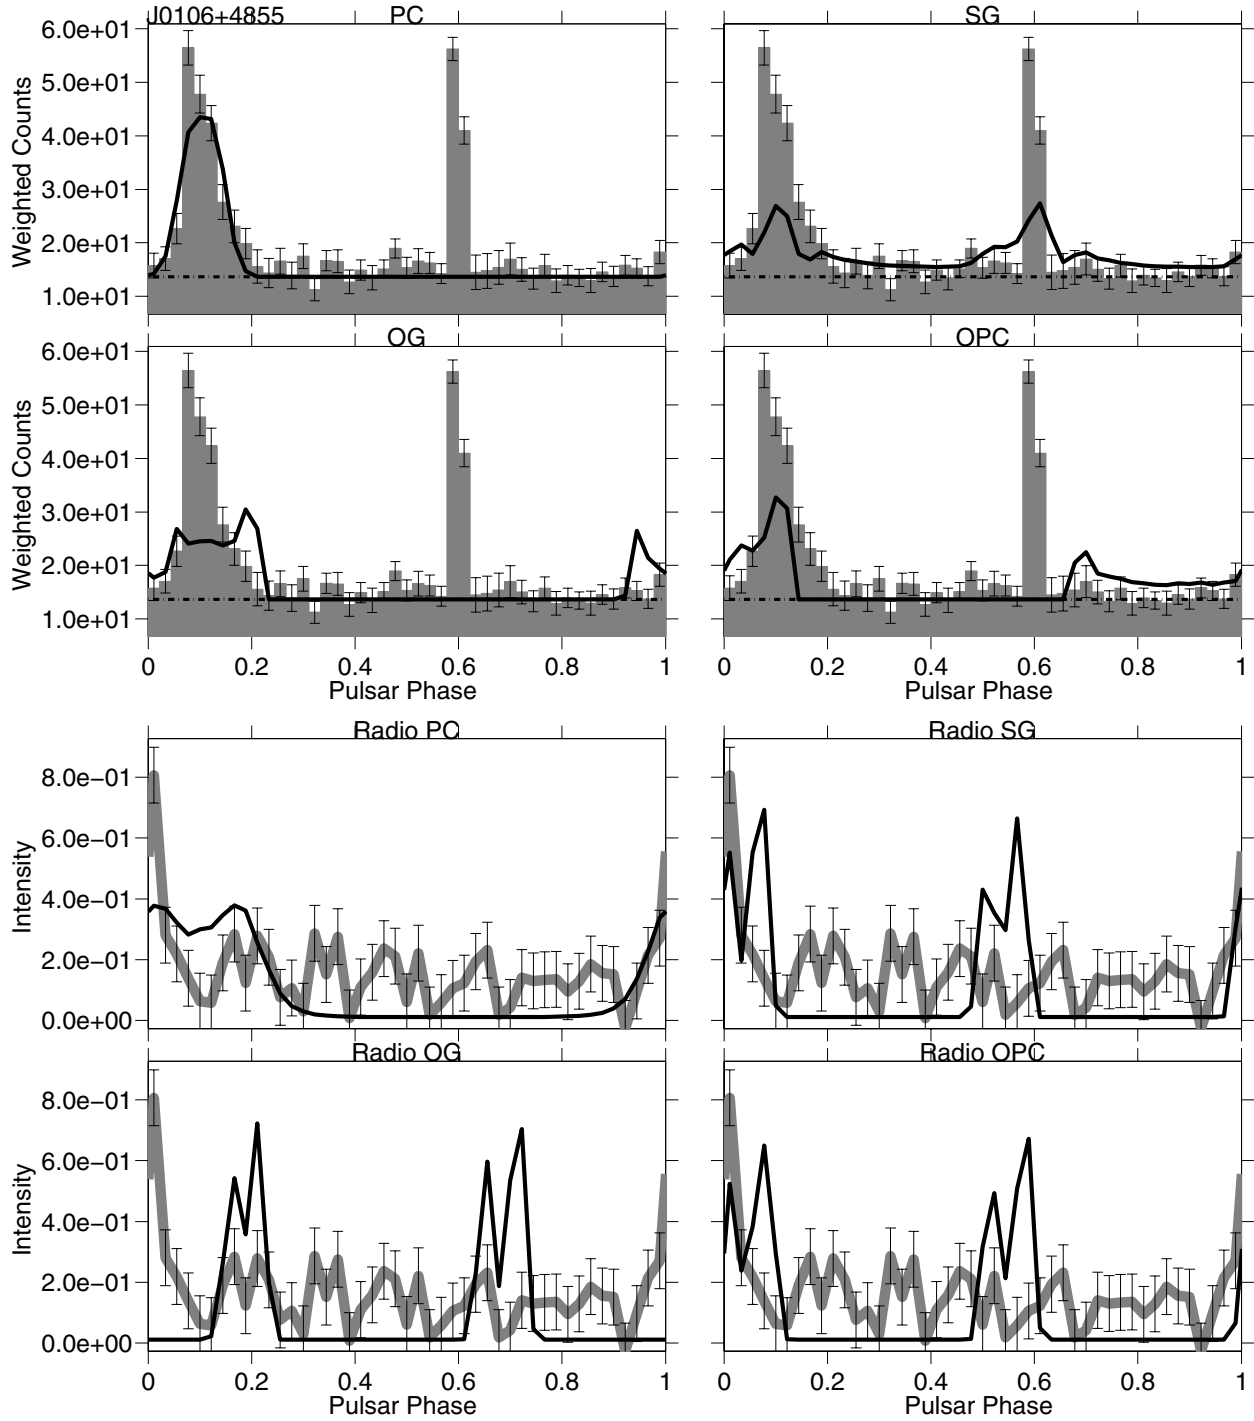 J0106+4855 PC
SG
6.0e+01
5.0e+01
4.0e+01
3.0e+01
2.0e+01
1.0e+01
Weighted Counts
OG
OPC
6.0e+01
5.0e+01
4.0e+01
3.0e+01
2.0e+01
1.0e+01
Weighted Counts
0 0.2 0.4 0.6 0.8 1
Pulsar Phase
0 0.2 0.4 0.6 0.8 1
Pulsar Phase
Radio PC
Radio SG
8.0e−01
6.0e−01
4.0e−01
2.0e−01
0.0e+00
Intensity
Radio OG
Radio OPC
8.0e−01
6.0e−01
4.0e−01
2.0e−01
0.0e+00
Intensity
0 0.2 0.4 0.6 0.8 1
Pulsar Phase
0 0.2 0.4 0.6 0.8 1
Pulsar Phase